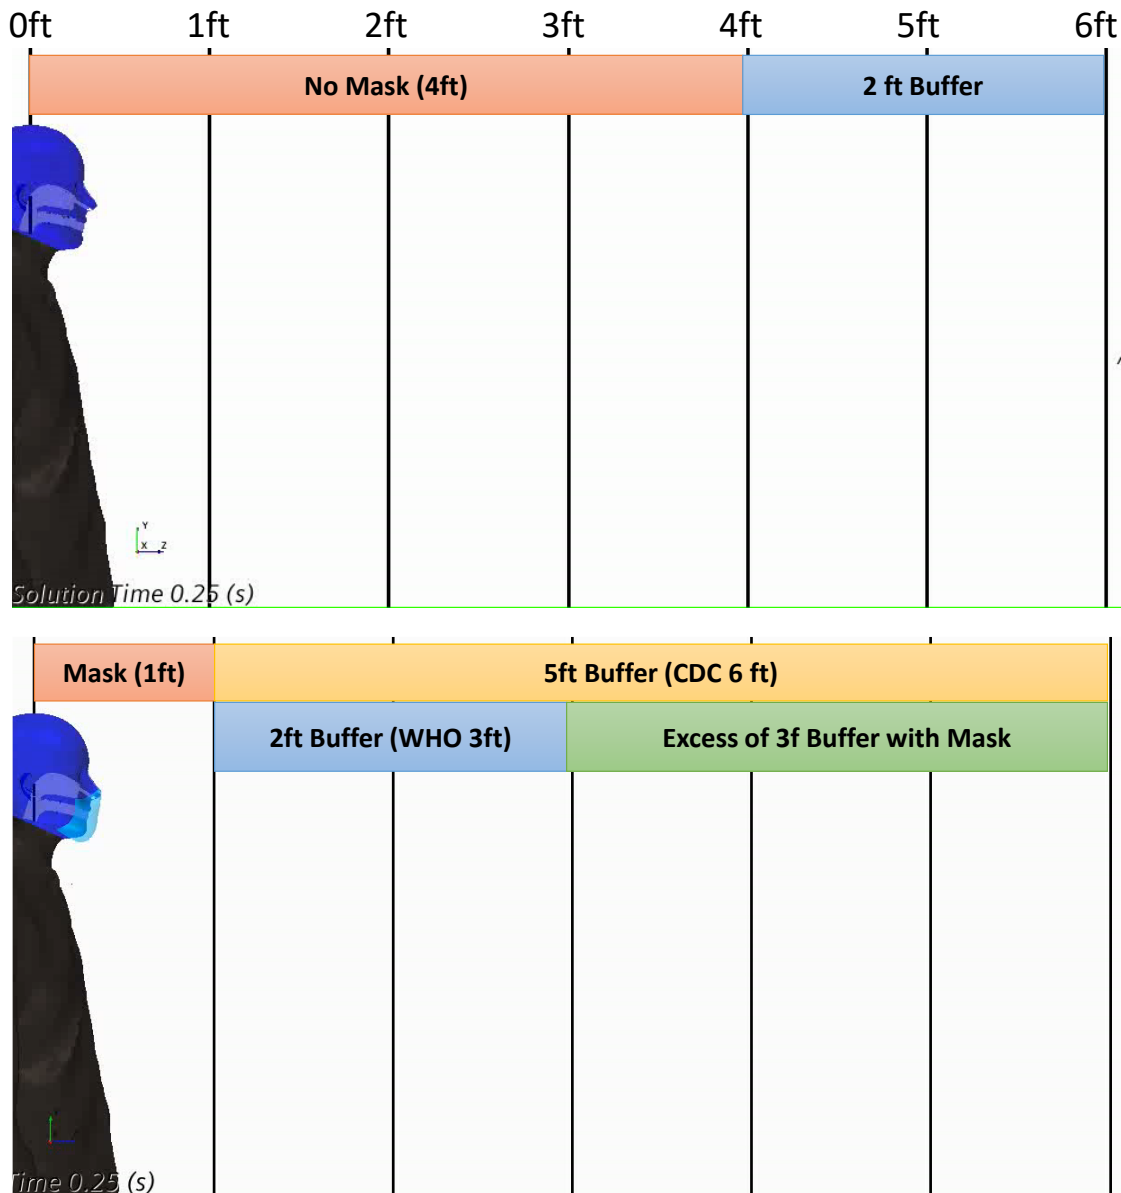 0ft 1ft 2ft 3ft 4ft 5ft 6ft
No Mask (4ft) 2 ft Buffer
Y
X Z
Solution Time 0.25 (s)
Mask (1ft) 5ft Buffer (CDC 6 ft)
2ft Buffer (WHO 3ft) Excess of 3f Buffer with Mask
Time 0.25 (s)